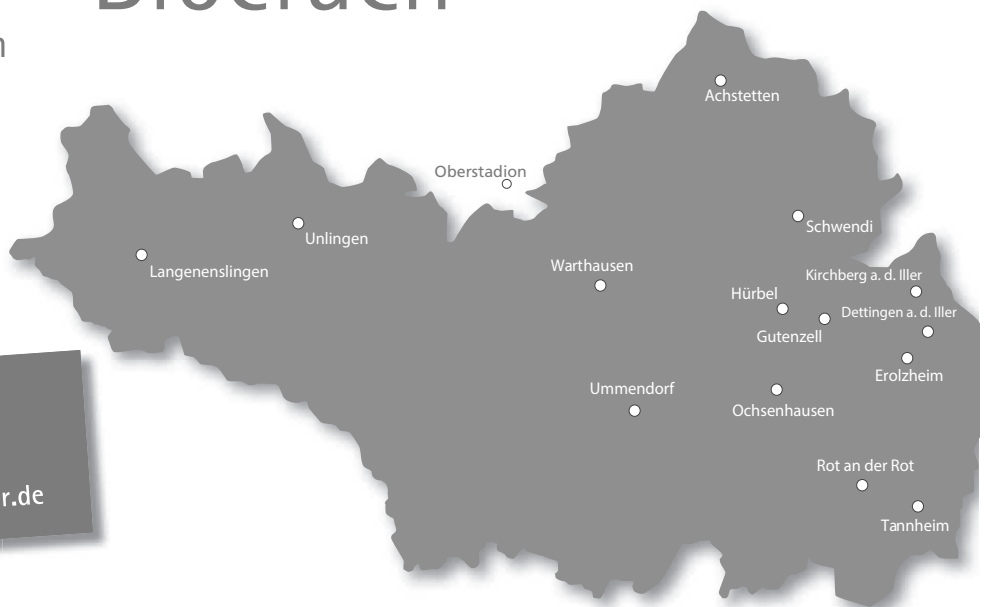 Biberach
Achstetten
Oberstadion
Schwendi
Unlingen
Warthausen
Langenenslingen
Kirchberg a. d. Iller
Hürbel
Dettingen a. d. Iller
Gutenzell
Erolzheim
Ummendorf
Ochsenhausen
Rot an der Rot
r.de
Tannheim